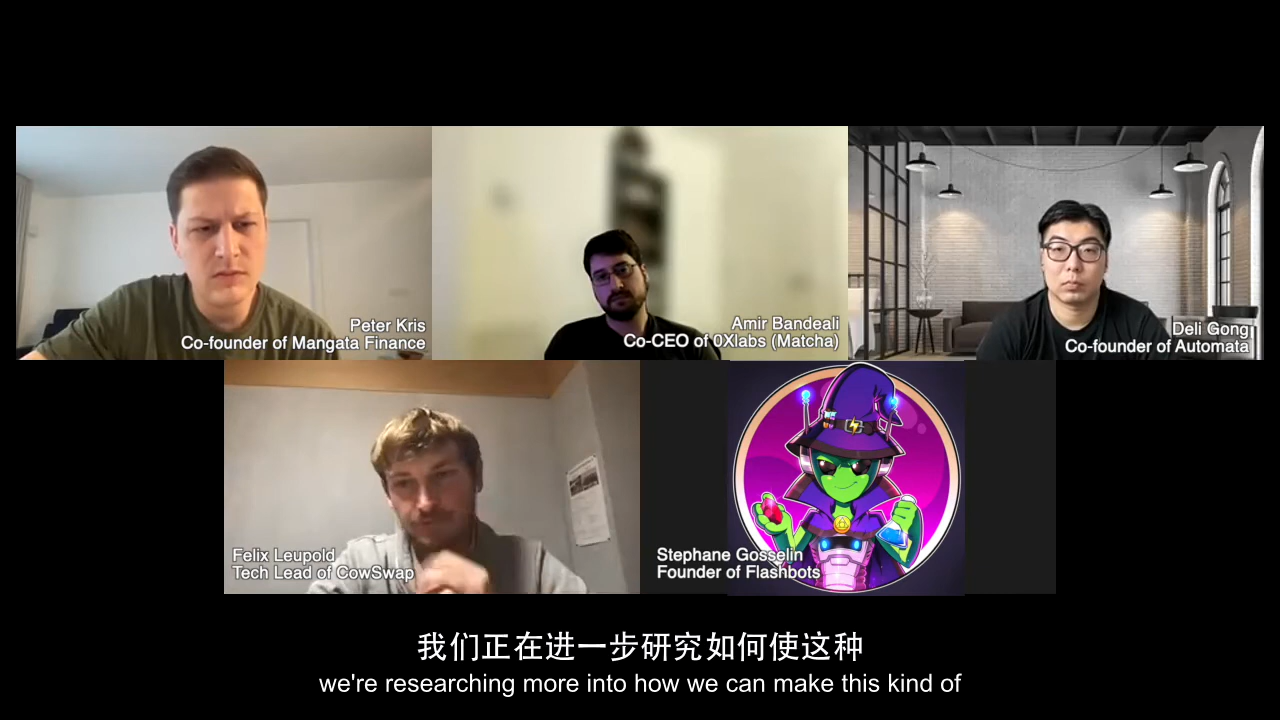 Peter Kris
Co-founder of Mangata Finance
Amir Bandeali
Co-CEO of 0Xlabs (Matcha)
Deli Gong
Co-founder of Automata
Felix Leupold
Tech Lead of CowSwap
Stephane Gosselin
Founder of Flashbots
我们正在进一步研究如何使这种
we're researching more into how we can make this kind of